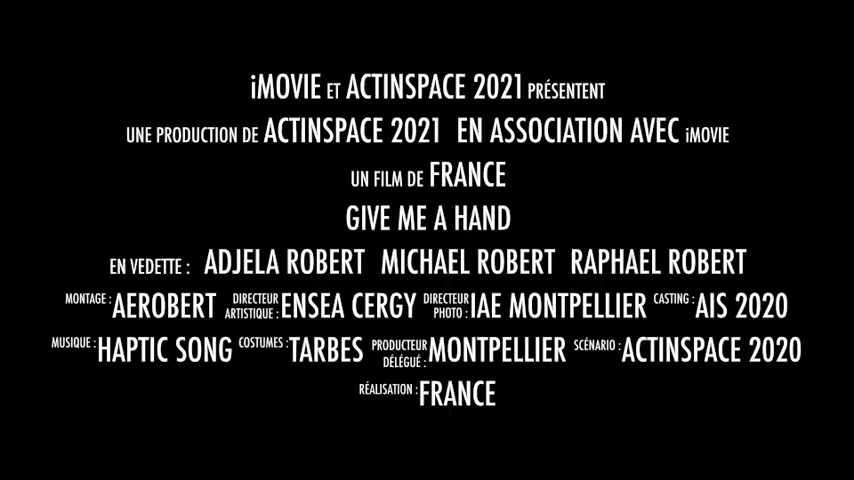 iMOVIE ET ACTINSPACE 2021 PRÉSENTENT
UNE PRODUCTION DE ACTINSPACE 2021 EN ASSOCIATION AVEC iMOVIE
UN FILM DE FRANCE
GIVE ME A HAND
EN VEDETTE : ADJELA ROBERT MICHAEL ROBERT RAPHAEL ROBERT
MONTAGE : AEROBERT DIRECTEUR ARTISTIQUE : ENSEA CERGY DIRECTEUR PHOTO : IAE MONTPELLIER CASTING : AIS 2020
MUSIQUE : HAPTIC SONG COSTUMES : TARBES PRODUCTEUR DÉLÉGUÉ : MONTPELLIER SCÉNARIO : ACTINSPACE 2020
RÉALISATION : FRANCE